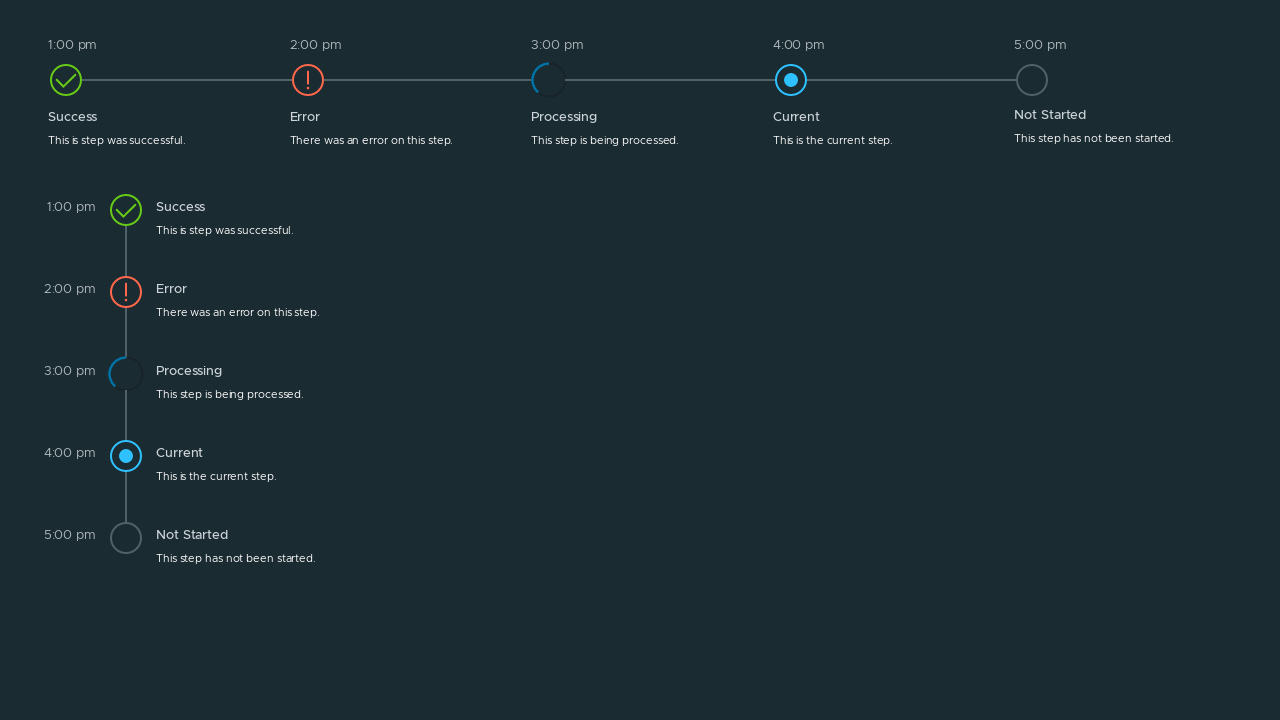 1:00 pm
2:00 pm
3:00 pm
4:00 pm
5:00 pm
Success
Error
Processing
Current
Not Started
This is step was successful.
There was an error on this step.
This step is being processed.
This is the current step.
This step has not been started.
1:00 pm
Success
This is step was successful.
2:00 pm
Error
There was an error on this step.
3:00 pm
Processing
This step is being processed.
4:00 pm
Current
This is the current step.
5:00 pm
Not Started
This step has not been started.